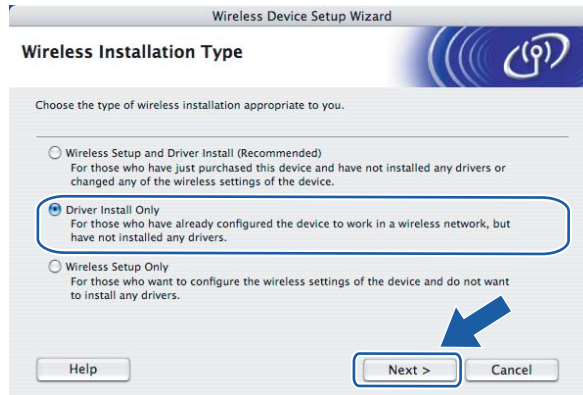 Wireless Device Setup Wizard
Wireless Installation Type
Choose the type of wireless installation appropriate to you.
Wireless Setup and Driver Install (Recommended)
For those who have just purchased this device and have not installed any drivers or
changed any of the wireless settings of the device.
Driver Install Only
For those who have already configured the device to work in a wireless network, but
have not installed any drivers.
Wireless Setup Only
For those who want to configure the wireless settings of the device and do not want
to install any drivers.
Help
Next >
Cancel